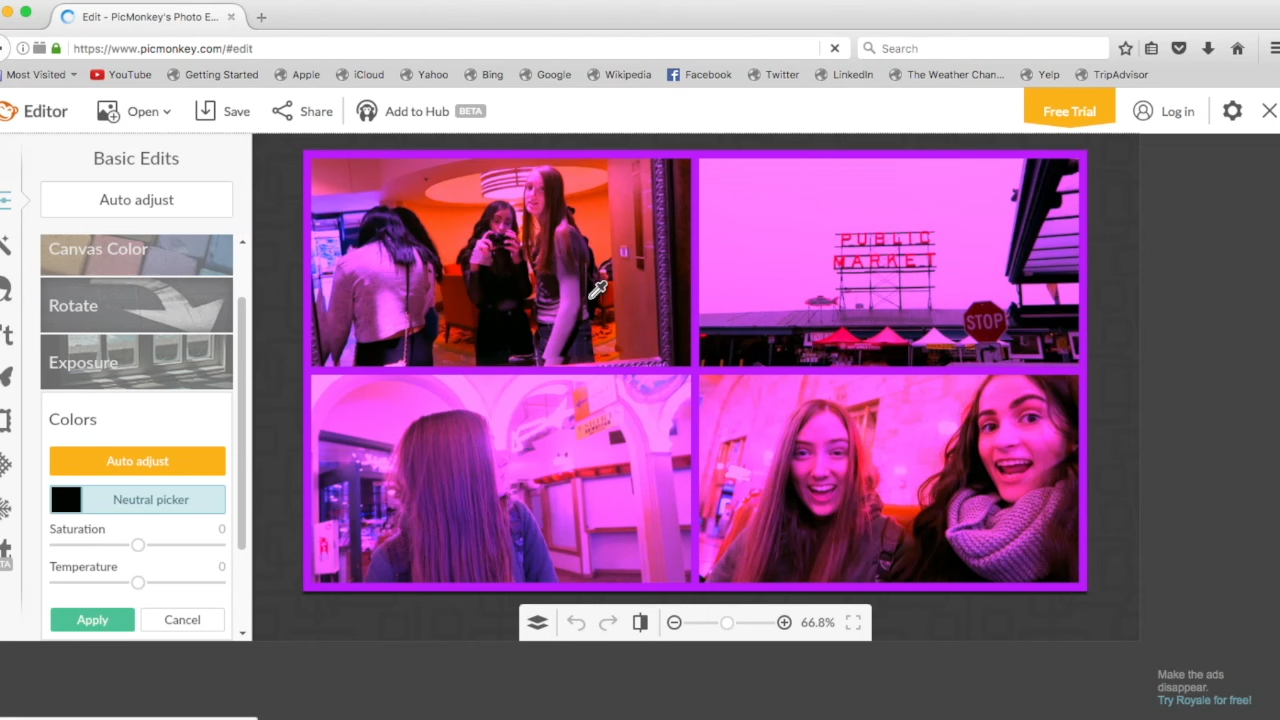 Edit - PicMonkey's Photo E...
https://www.picmonkey.com/#edit
Search
Most Visited
YouTube
Getting Started
Apple
iCloud
Yahoo
Bing
Google
Wikipedia
Facebook
Twitter
LinkedIn
The Weather Chan...
Yelp
TripAdvisor
Editor
Open
Save
Share
Add to Hub BETA
Free Trial
Log in
Basic Edits
Auto adjust
Canvas Color
Rotate
Exposure
Colors
Auto adjust
Neutral picker
Saturation 0
Temperature 0
Apply
Cancel
PUBLIC
MARKET
STOP
66.8%
Make the ads
disappear.
Try Royale for free!